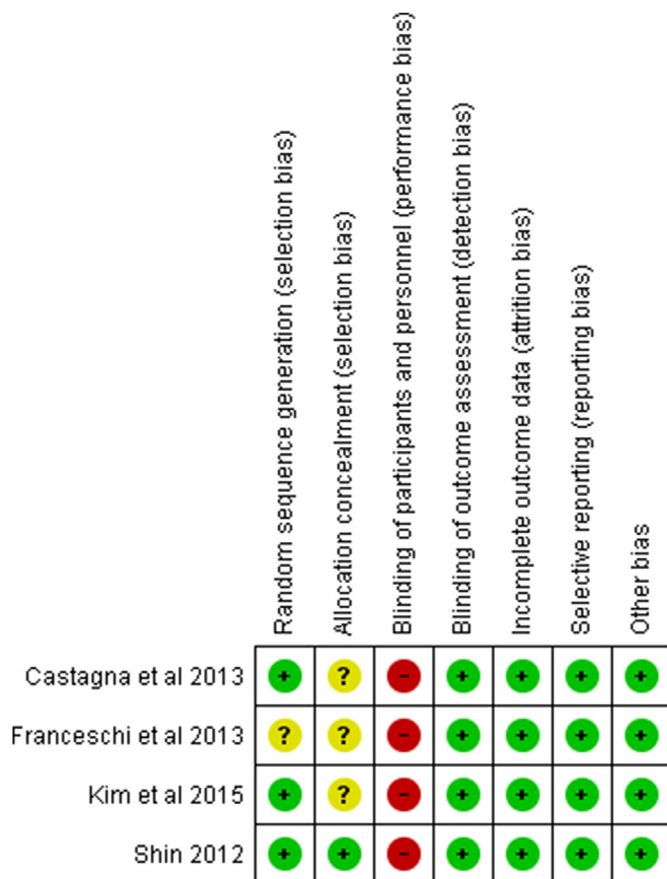 Random sequence generation (selection bias)
Allocation concealment (selection bias)
Blinding of participants and personnel (performance bias)
Blinding of outcome assessment (detection bias)
Incomplete outcome data (attrition bias)
Selective reporting (reporting bias)
Other bias
Castagna et al 2013 + ? - + + + +
Franceschi et al 2013 ? ? - + + + +
Kim et al 2015 + ? - + + + +
Shin 2012 + + - + + + +